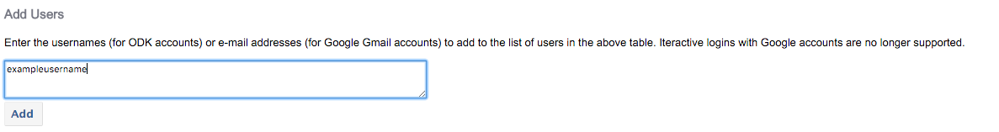 Add Users
Enter the usernames (for ODK accounts) or e-mail addresses (for Google Gmail accounts) to add to the list of users in the above table. Iteractive logins with Google accounts are no longer supported.
exampleusername
Add